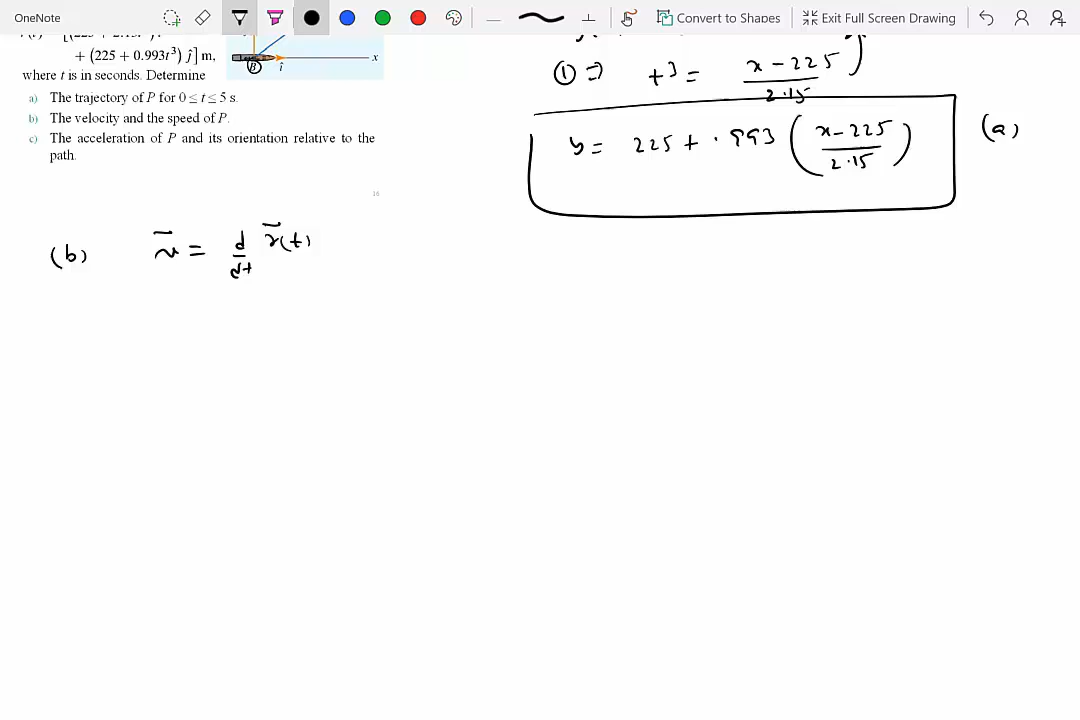 OneNote
Convert to Shapes
Exit Full Screen Drawing
+ (225 + 0.993t³) ĵ] m,
where t is in seconds. Determine
B
î
x
a) The trajectory of P for 0 ≤ t ≤ 5 s.
b) The velocity and the speed of P.
c) The acceleration of P and its orientation relative to the
path.
16
① ⇒ t³ = x - 225 / 2.15
y = 225 + .993 ( x - 225 / 2.15 ) (a)
(b) v = d/dt r(t)